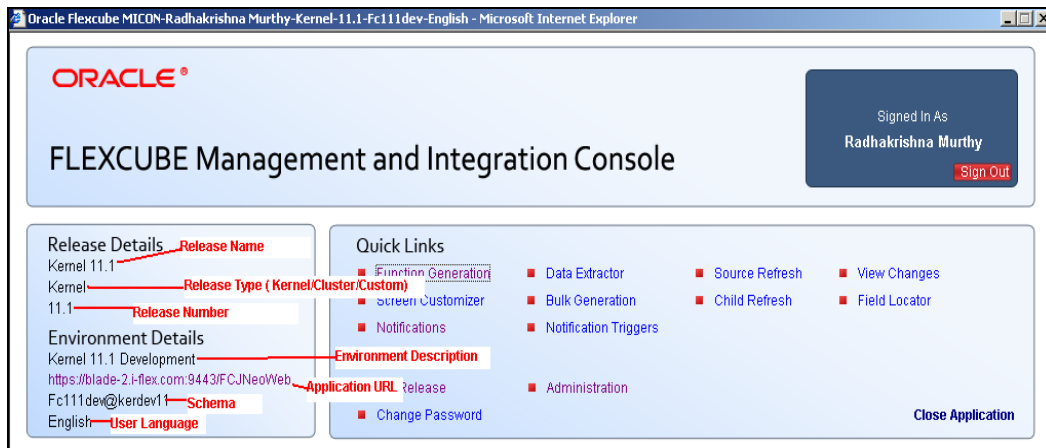 Oracle Flexcube MICON-Radhakrishna Murthy-Kernel-11.1-Fc111dev-English - Microsoft Internet Explorer
ORACLE®
FLEXCUBE Management and Integration Console
Signed In As
Radhakrishna Murthy
Sign Out
Release Details
Release Name
Kernel 11.1
Kernel
Release Type ( Kernel/Cluster/Custom)
11.1
Release Number
Environment Details
Kernel 11.1 Development
Environment Description
https://blade-2.i-flex.com:9443/FCJNeoWeb
Application URL
Fc111dev@kerdev11
Schema
English
User Language
Quick Links
Function Generation
Data Extractor
Source Refresh
View Changes
Screen Customizer
Bulk Generation
Child Refresh
Field Locator
Notifications
Notification Triggers
Release
Administration
Change Password
Close Application